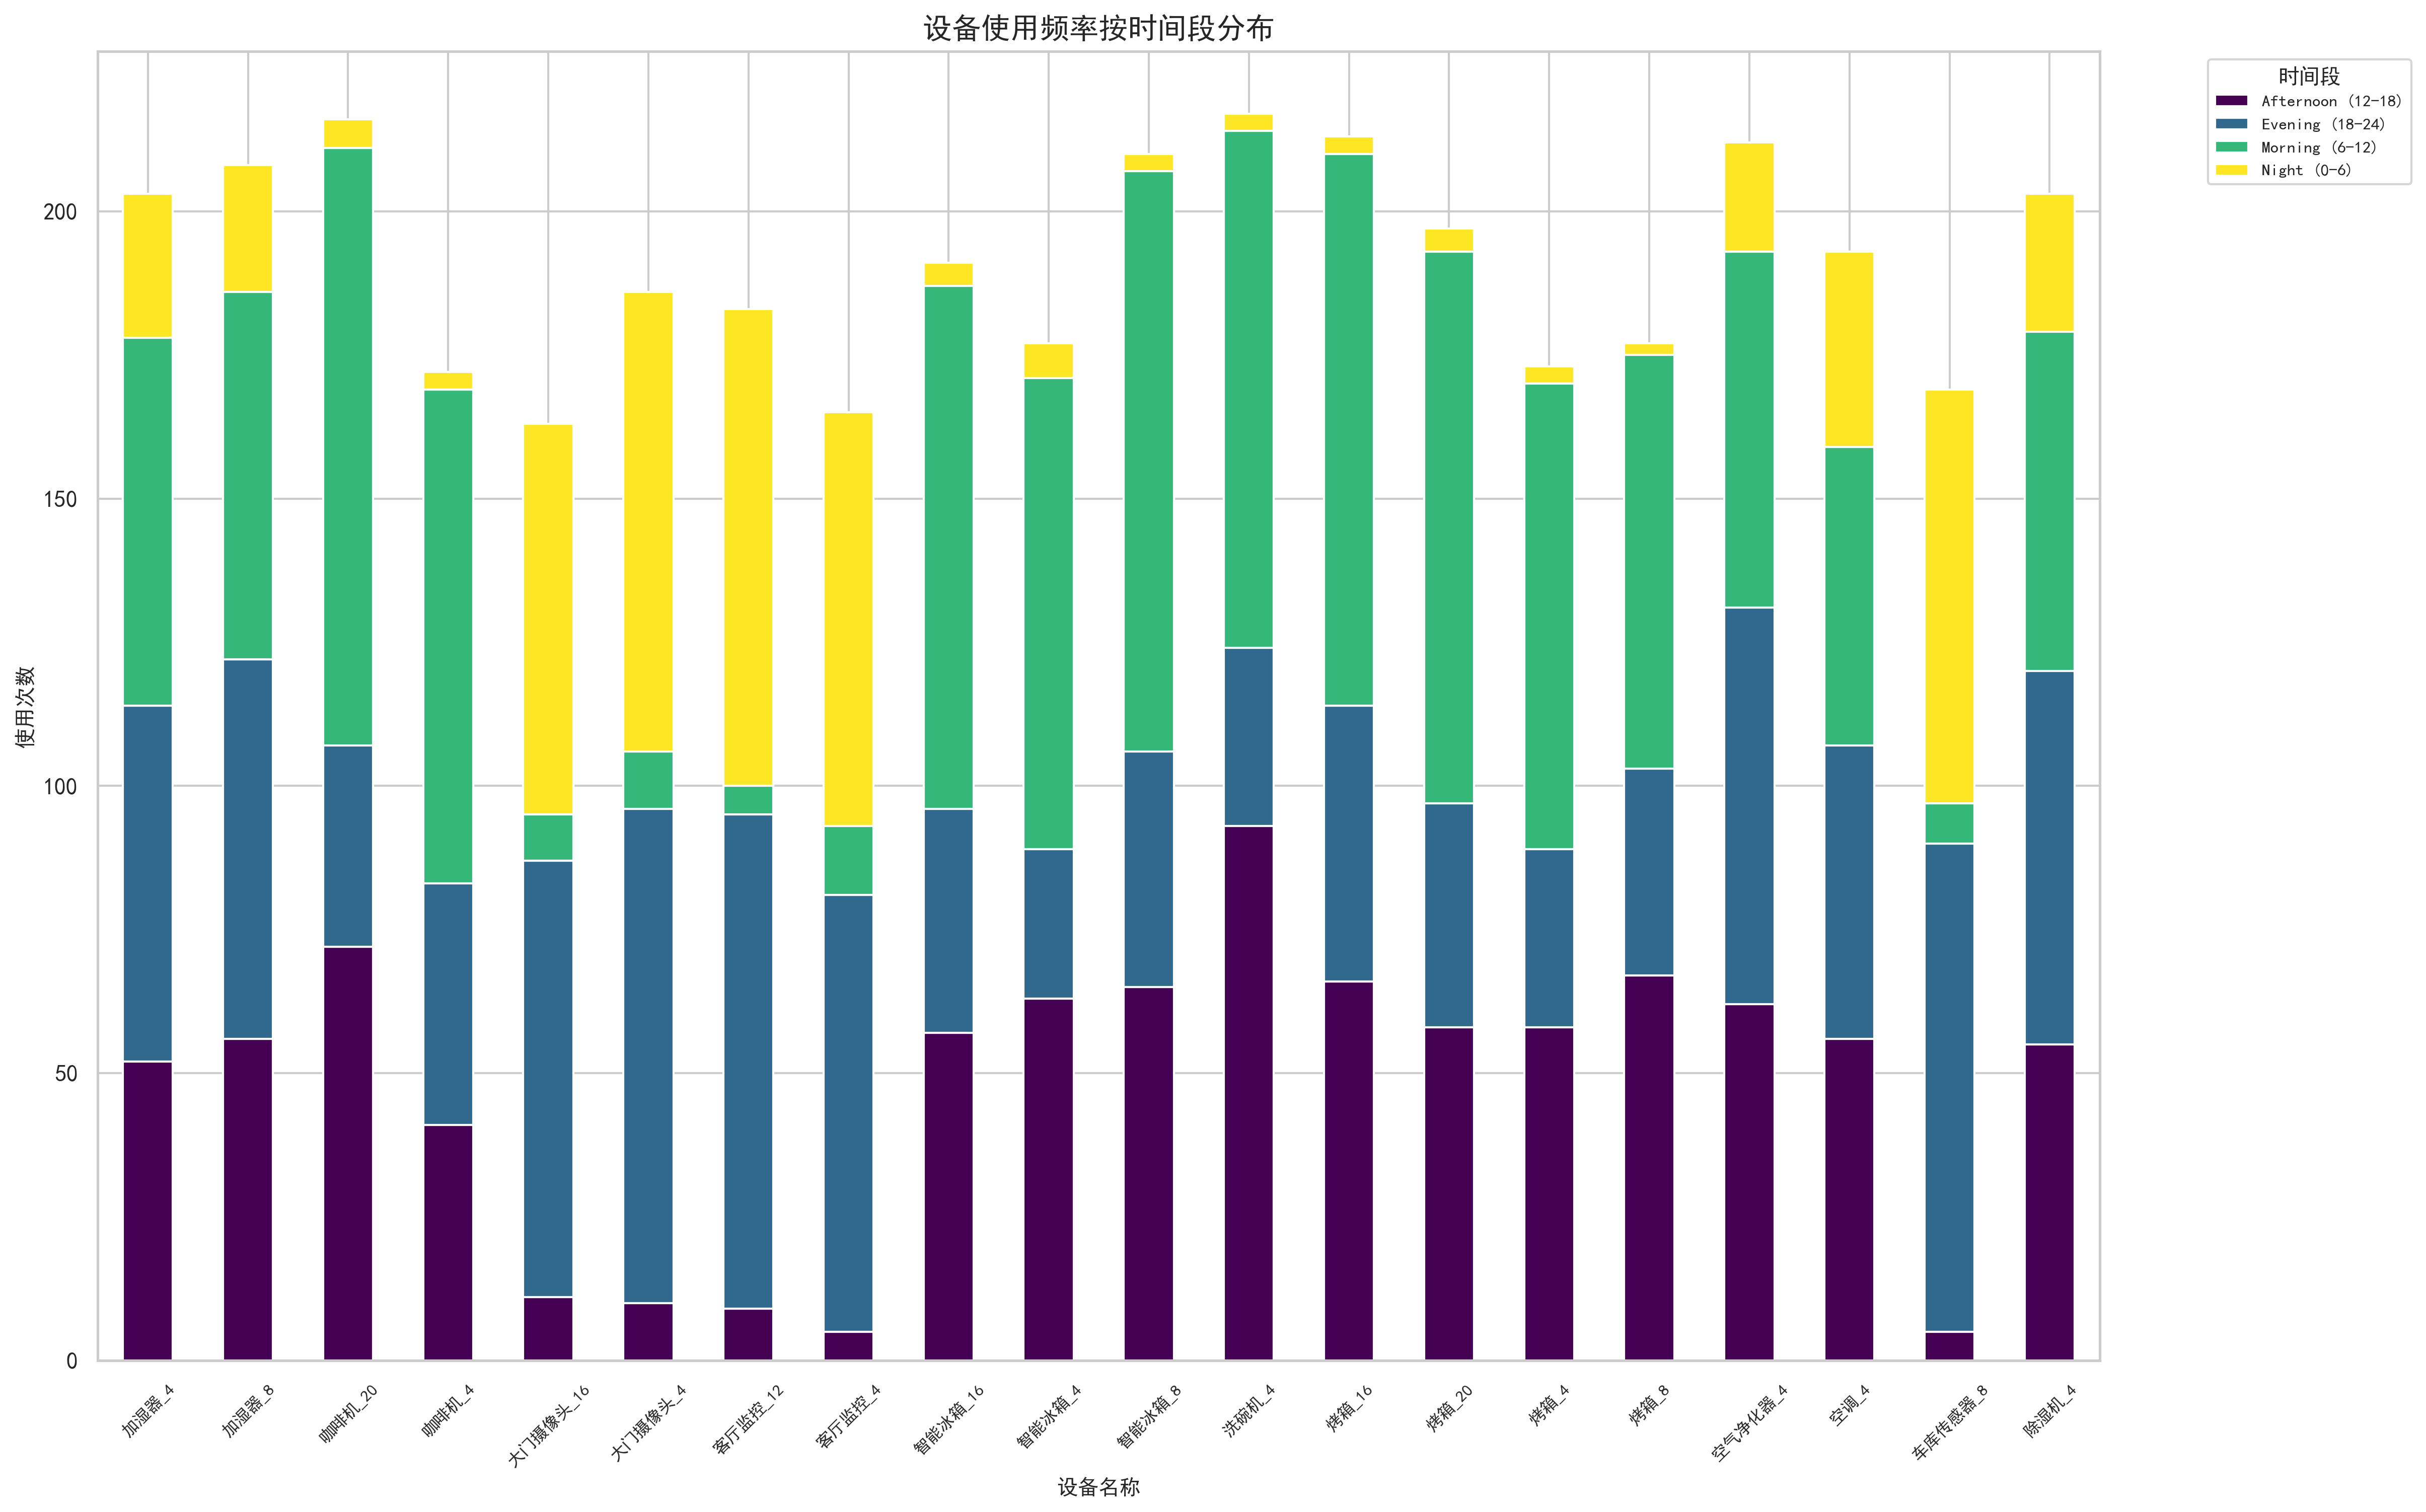 设备使用频率按时间段分布
时间段
Afternoon (12-18)
Evening (18-24)
Morning (6-12)
Night (0-6)
使用次数
200
150
100
50
0
加湿器_4
加湿器_8
咖啡机_20
咖啡机_4
大门摄像头_16
大门摄像头_4
客厅监控_12
客厅监控_4
智能冰箱_16
智能冰箱_4
智能冰箱_8
洗碗机_4
烤箱_16
烤箱_20
烤箱_4
烤箱_8
空气净化器_4
空调_4
车库传感器_8
除湿机_4
设备名称